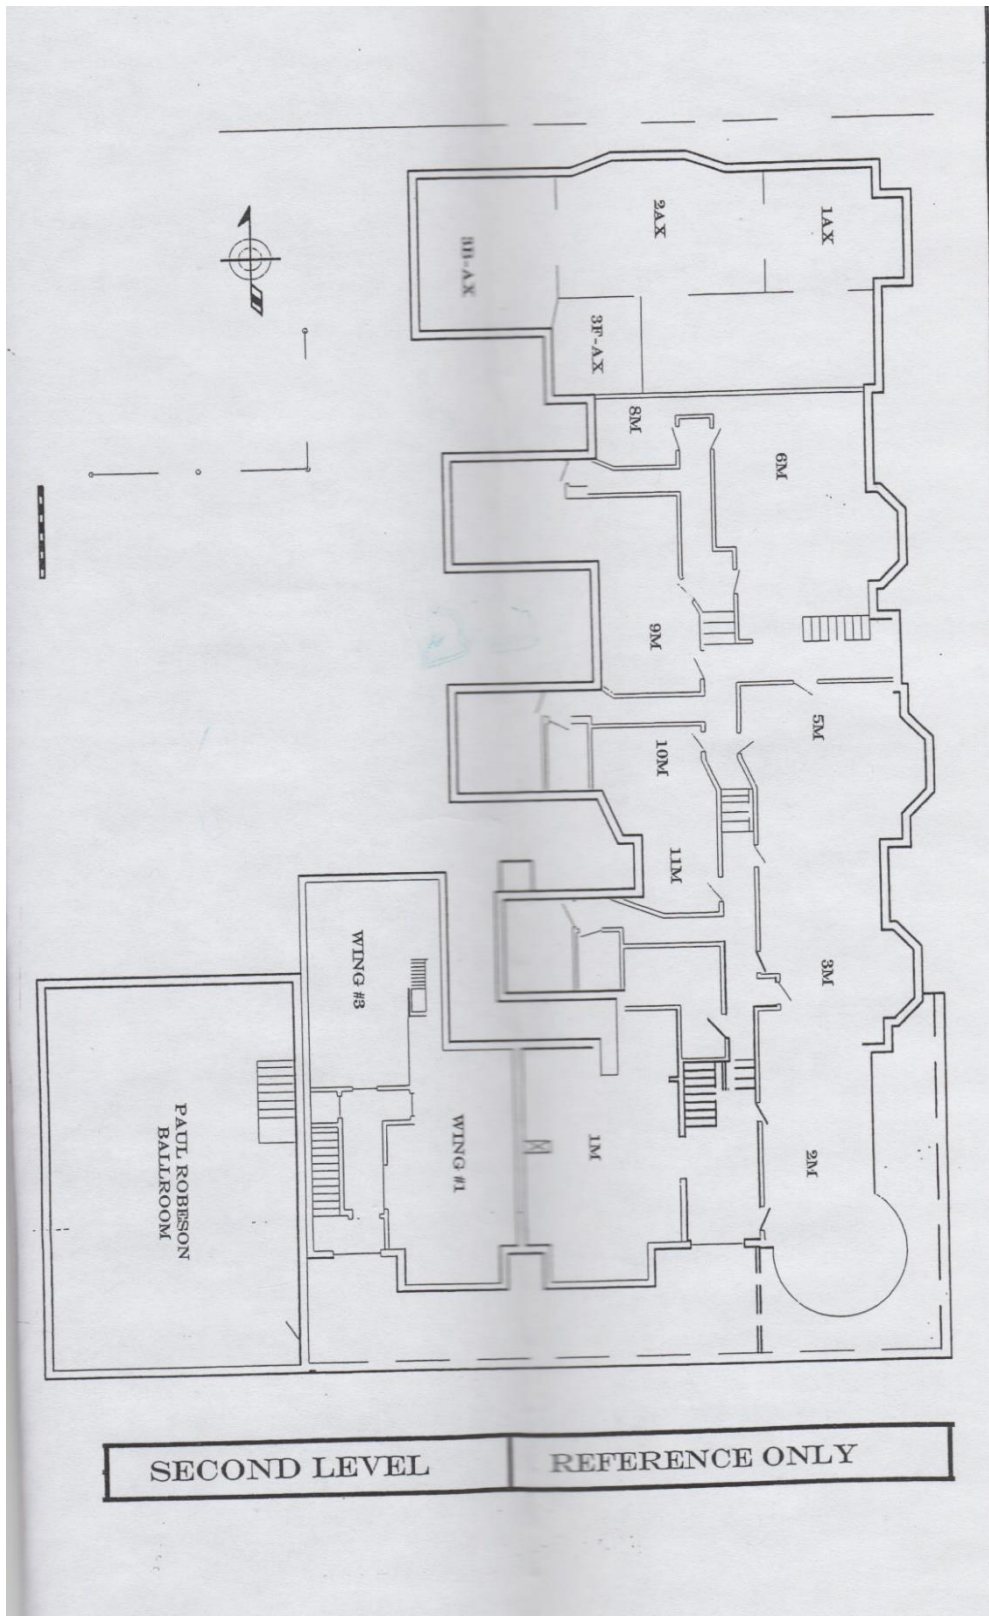 1AX
2AX
3B-AX
3F-AX
8M
6M
9M
5M
10M
11M
3M
WING #3
WING #1
1M
2M
PAUL ROBESON
BALLROOM
SECOND LEVEL
REFERENCE ONLY